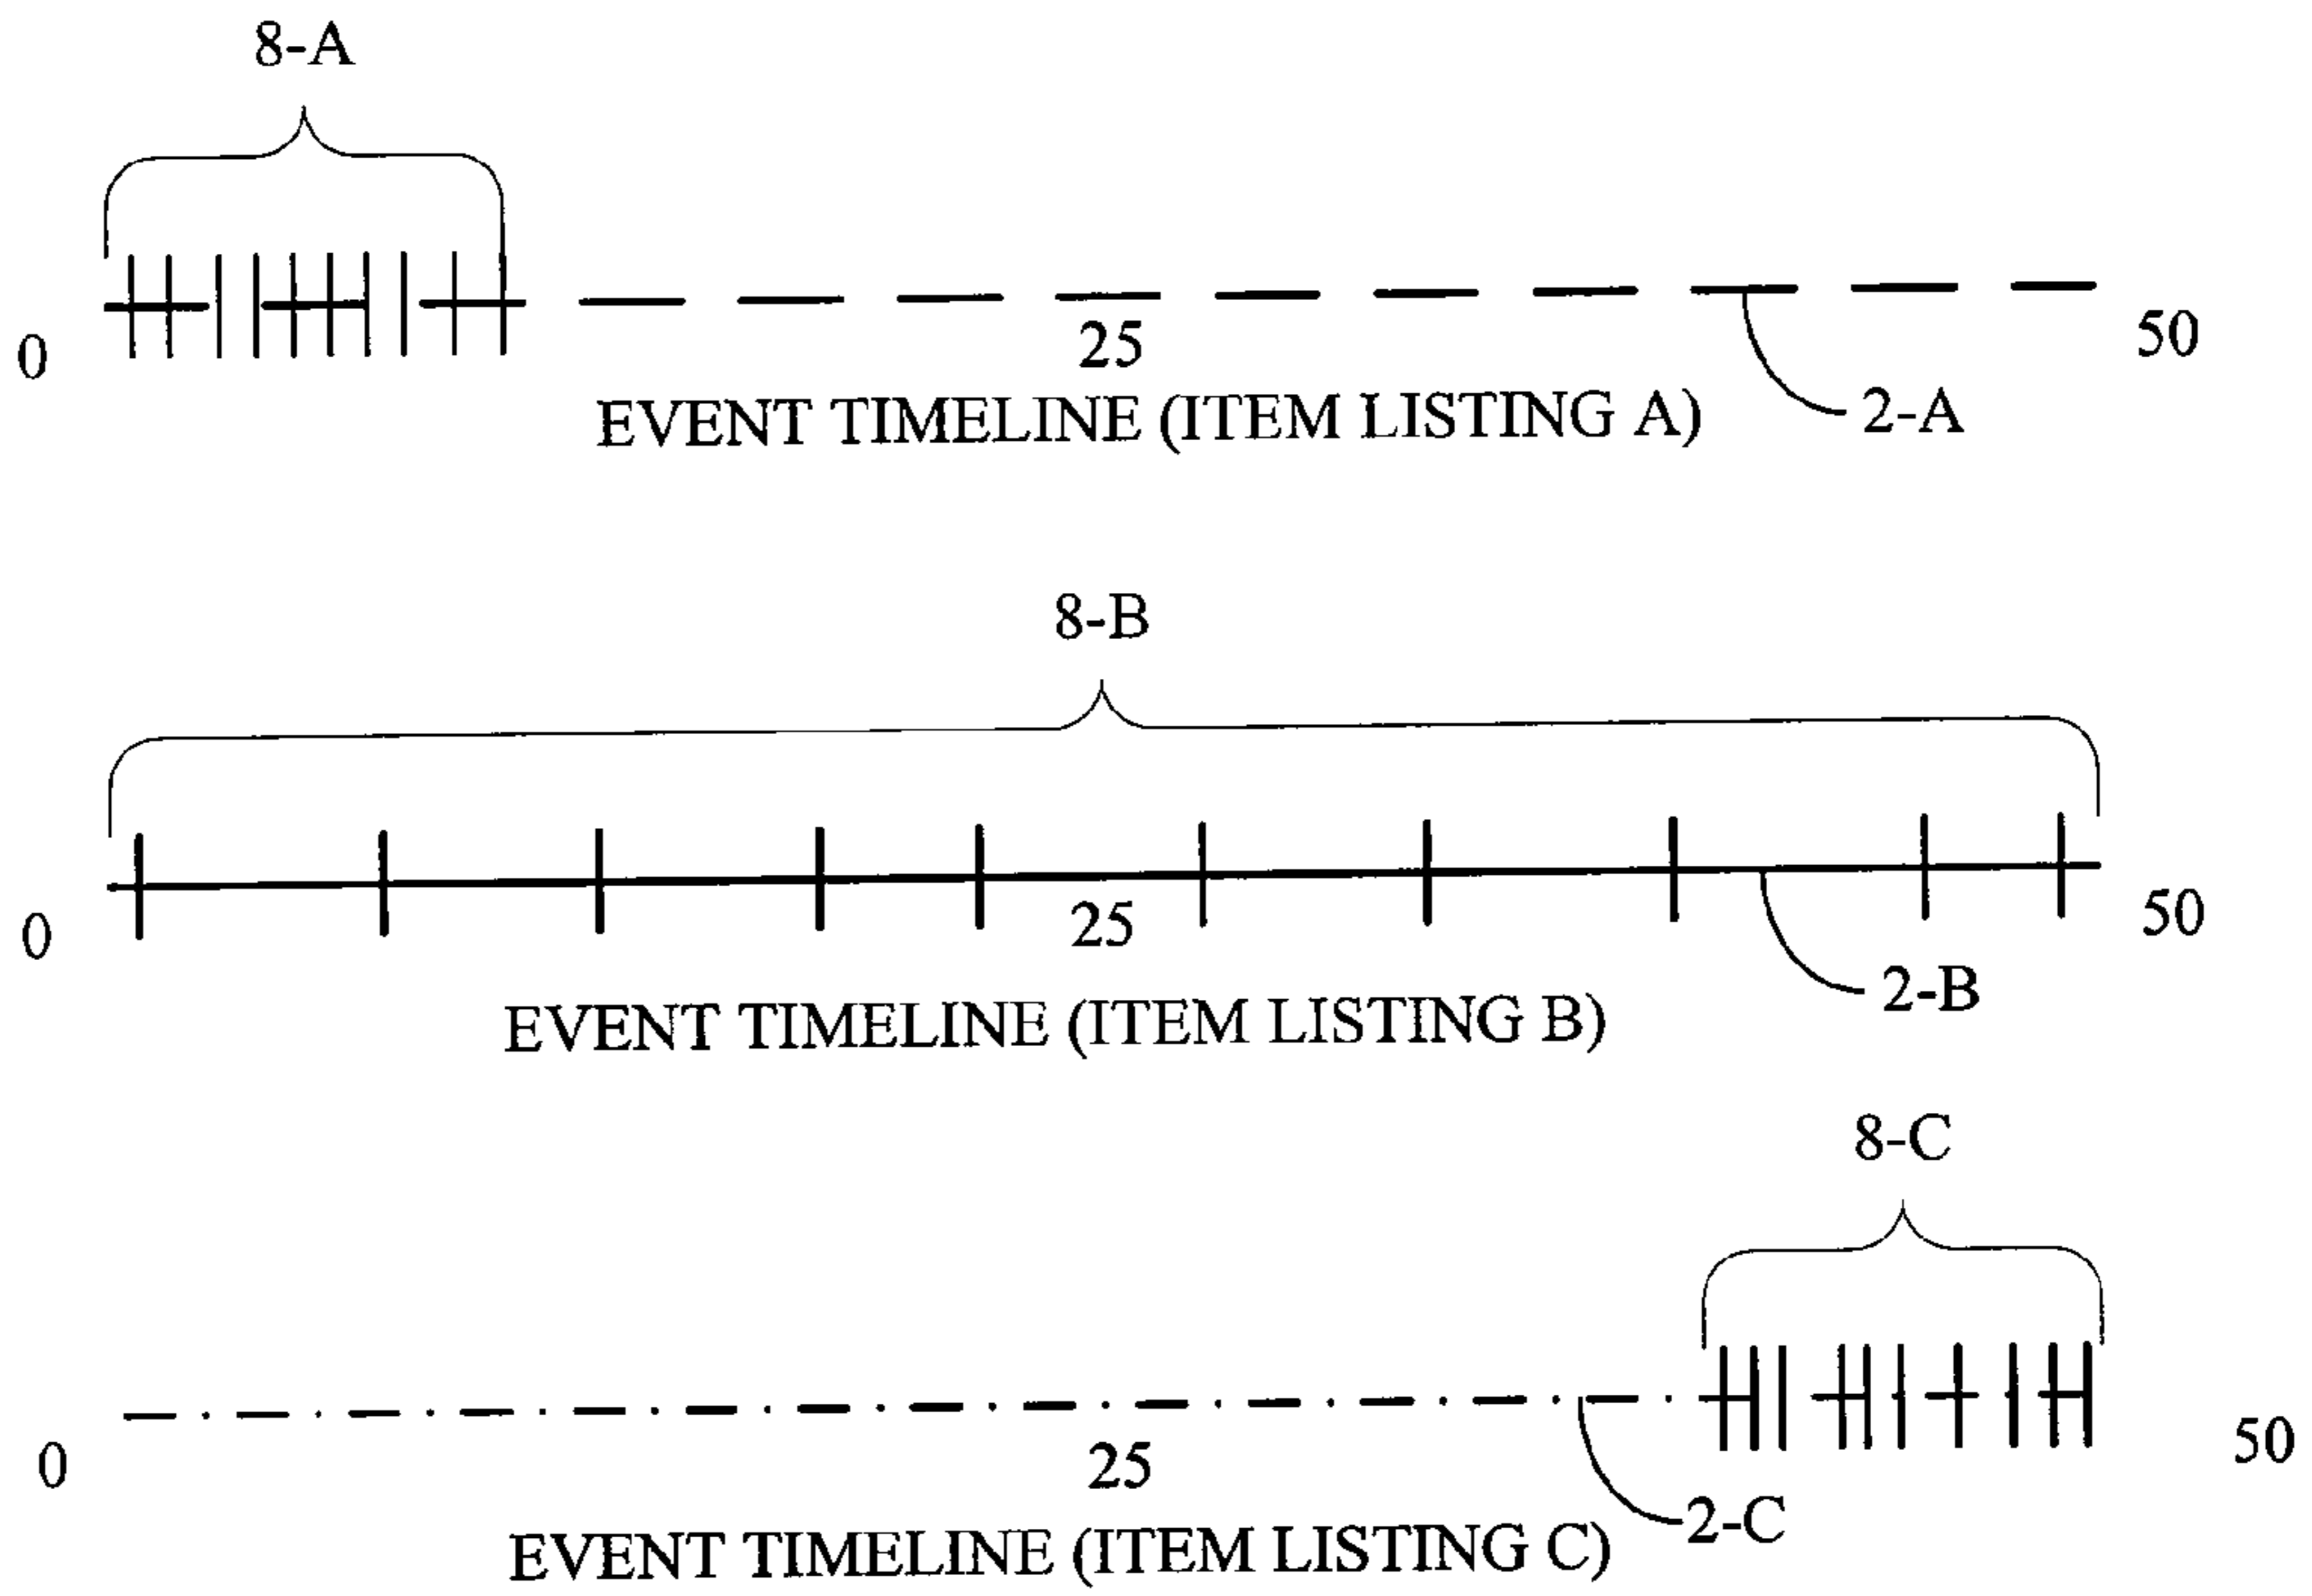 8-A
0
25
50
EVENT TIMELINE (ITEM LISTING A)
2-A
8-B
0
25
50
2-B
EVENT TIMELINE (ITEM LISTING B)
8-C
0
25
50
2-C
EVENT TIMELINE (ITEM LISTING C)